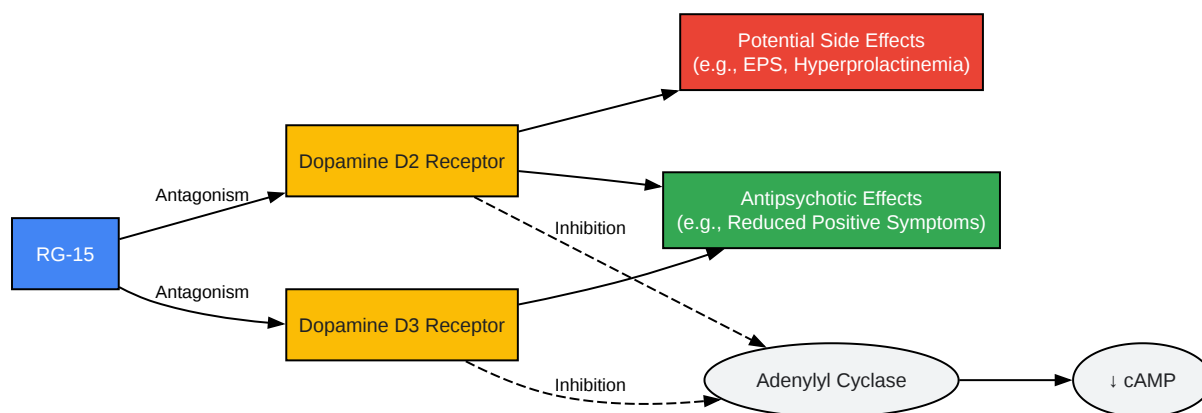 Potential Side Effects
(e.g., EPS, Hyperprolactinemia)
Dopamine D2 Receptor
Antagonism
Antipsychotic Effects
(e.g., Reduced Positive Symptoms)
Inhibition
RG-15
Antagonism
Dopamine D3 Receptor
Inhibition
Adenylyl Cyclase
↓ cAMP